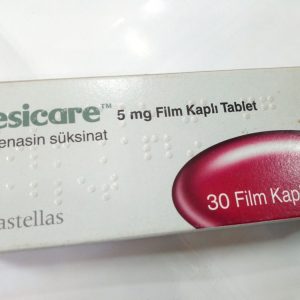 esicare™ 5 mg Film Kaplı Tablet
enasin süksinat
30 Film Kap
astellas